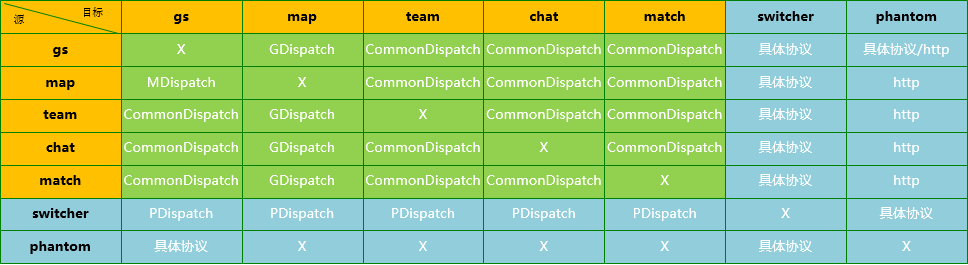 源 目标 gs map team chat match switcher phantom
gs X GDispatch CommonDispatch CommonDispatch CommonDispatch 具体协议 具体协议/http
map MDispatch X CommonDispatch CommonDispatch CommonDispatch 具体协议 http
team CommonDispatch GDispatch X CommonDispatch CommonDispatch 具体协议 http
chat CommonDispatch GDispatch CommonDispatch X CommonDispatch 具体协议 http
match CommonDispatch GDispatch CommonDispatch CommonDispatch X 具体协议 http
switcher PDispatch PDispatch PDispatch PDispatch PDispatch X 具体协议
phantom 具体协议 X X X X 具体协议 X